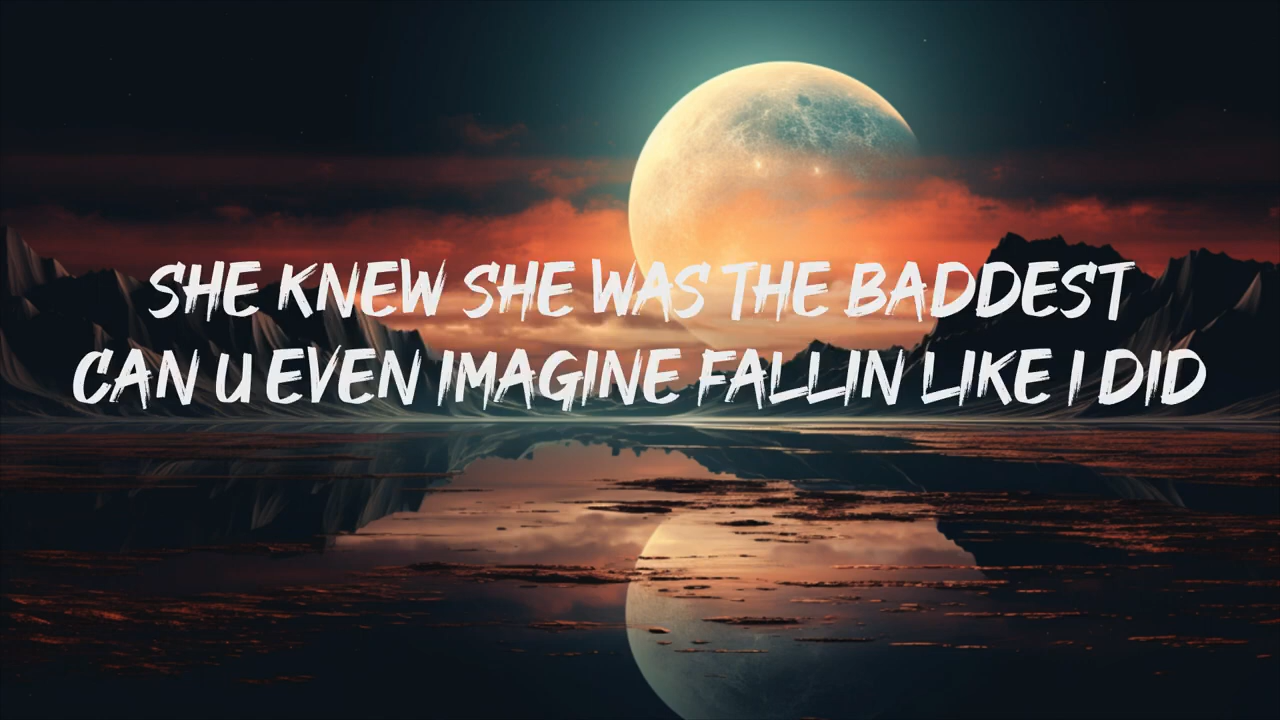 SHE KNEW SHE WAS THE BADDEST
CAN U EVEN IMAGINE FALLIN LIKE I DID